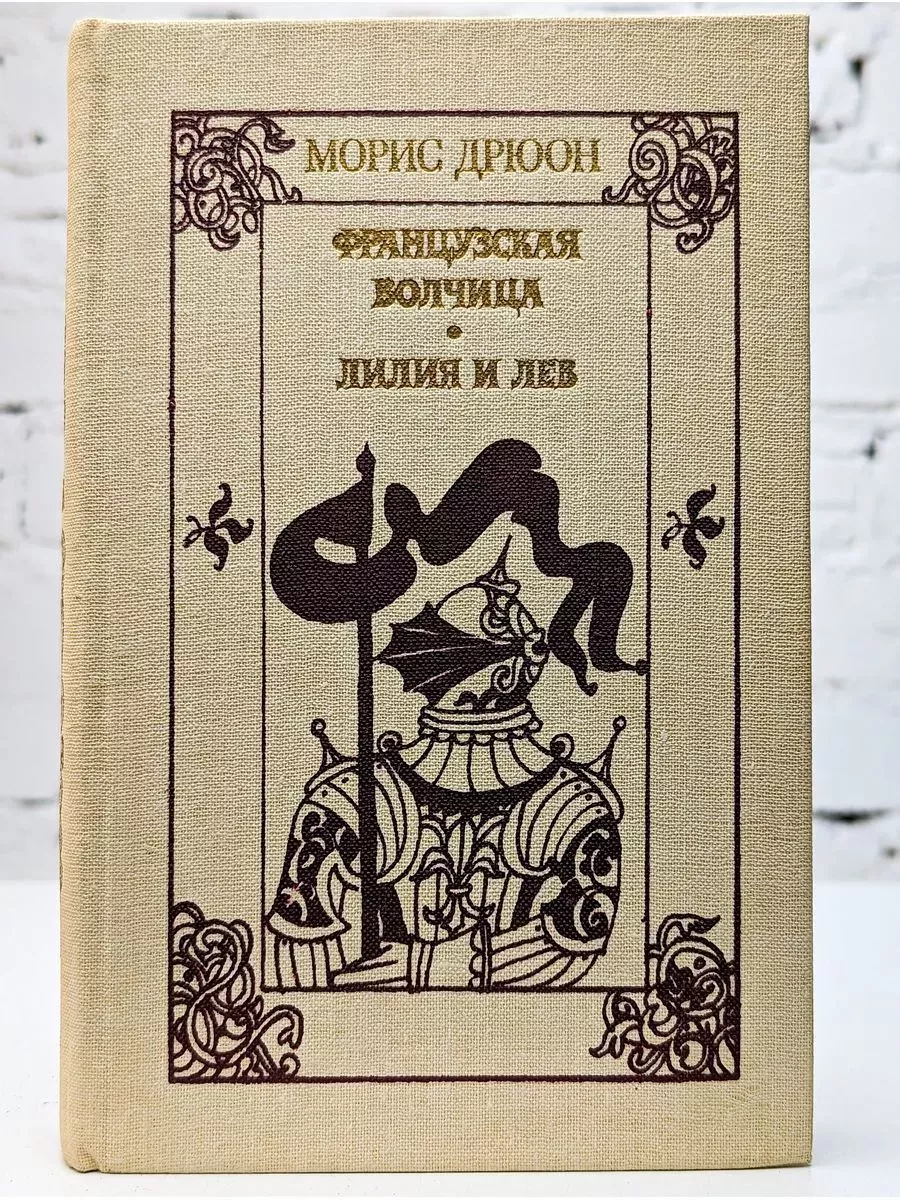 МОРИС ДРЮОН
ФРАНЦУЗСКАЯ
ВОЛЧИЦА
•
ЛИЛИЯ И ЛЕВ